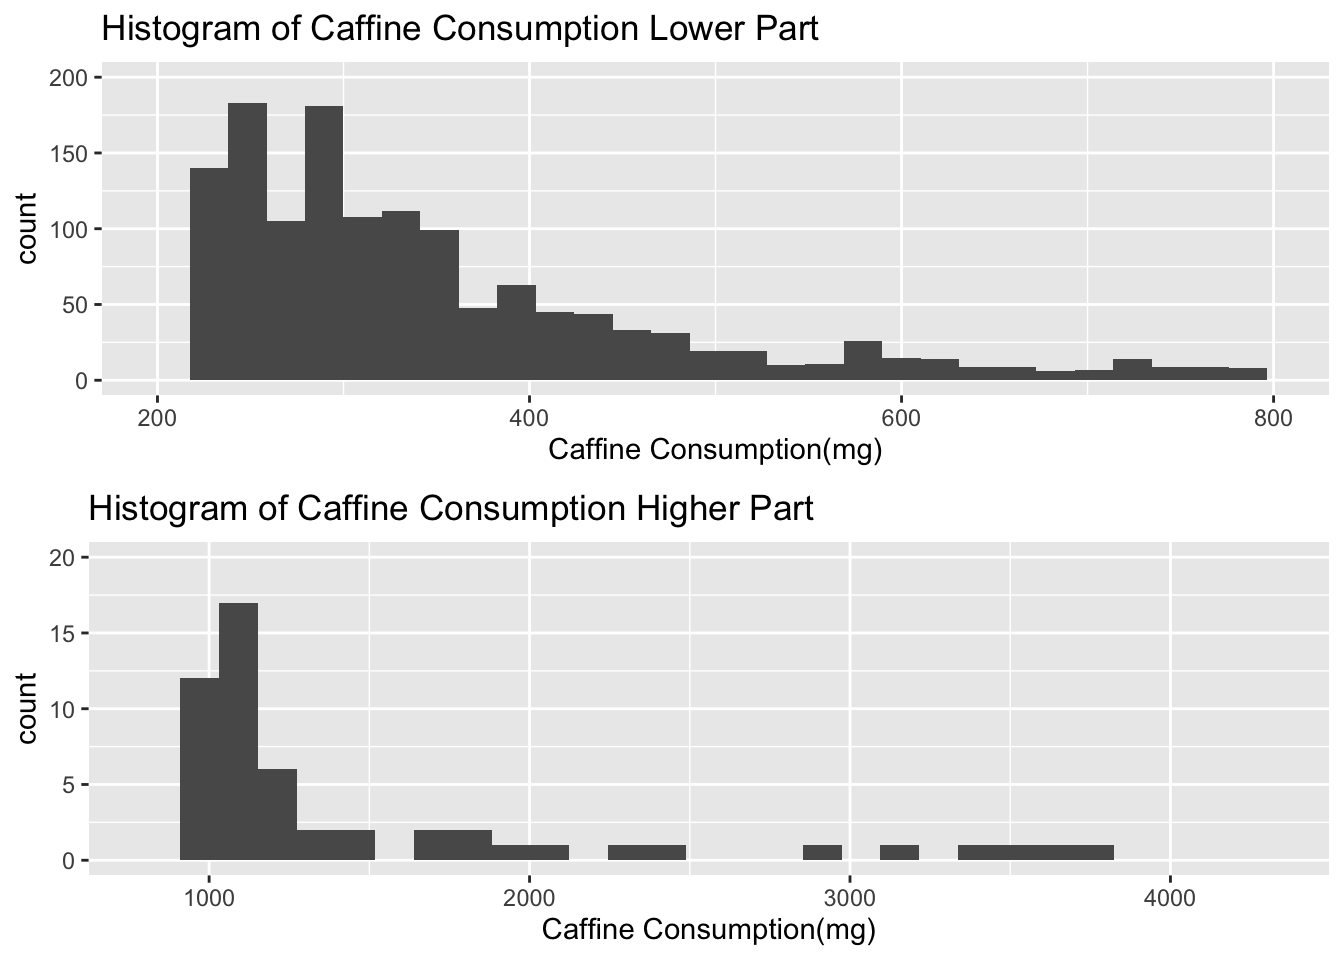 Histogram of Caffine Consumption Lower Part
200
150
100
50
0
count
200 400 600 800
Caffine Consumption(mg)
Histogram of Caffine Consumption Higher Part
20
15
10
5
0
count
1000 2000 3000 4000
Caffine Consumption(mg)